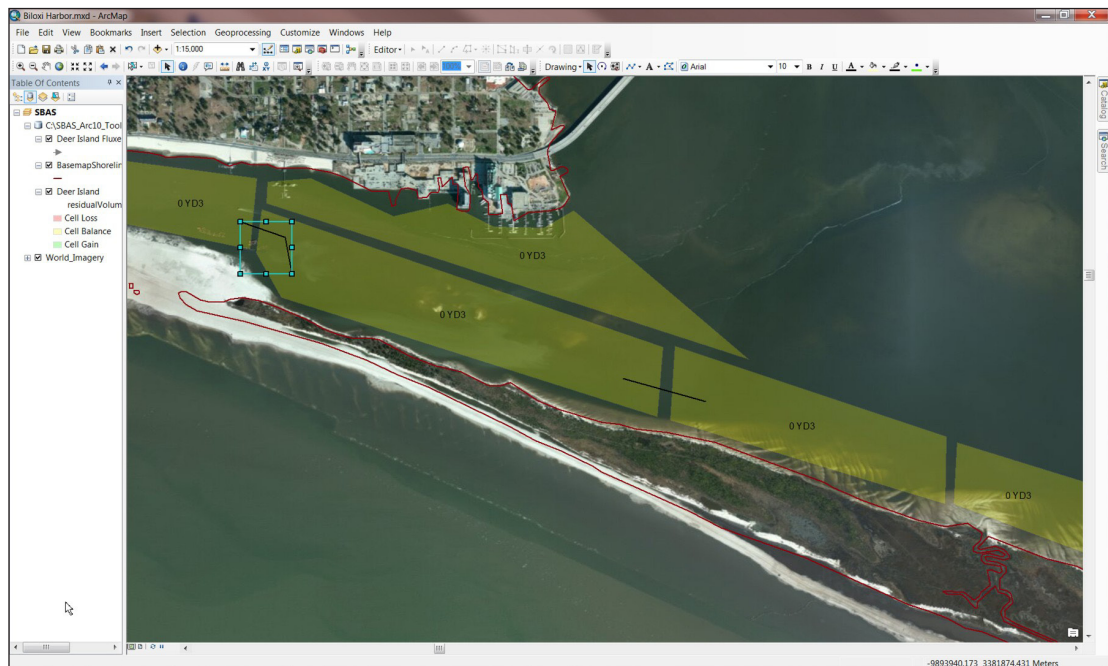 Biloxi Harbor.mxd - ArcMap
File Edit View Bookmarks Insert Selection Geoprocessing Customize Windows Help
1:15,000 Editor
100% Drawing Arial 10 B I U A
Table Of Contents
SBAS
C:\SBAS_Arc10_Tool
Deer Island Fluxe
BasemapShorelin
Deer Island
residualVolum
Cell Loss
Cell Balance
Cell Gain
World_Imagery
Catalog
Search
0 YD3
0 YD3
0 YD3
0 YD3
0 YD3
-9893940.173 3381874.431 Meters